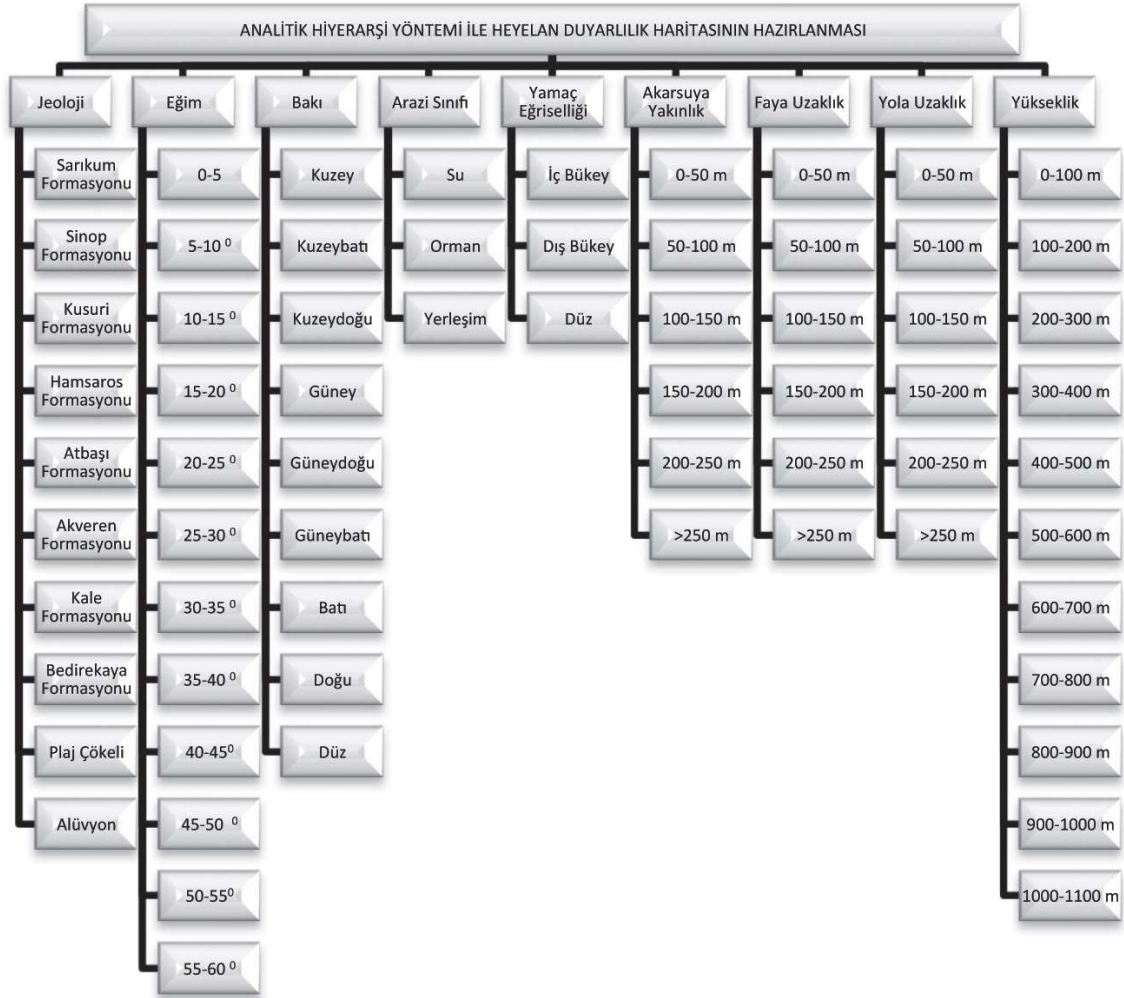 ANALİTİK HİYERARŞİ YÖNTEMİ İLE HEYELAN DUYARLILIK HARİTASININ HAZIRLANMASI
Jeoloji
Sarıkum
Formasyonu
Sinop
Formasyonu
Kusuri
Formasyonu
Hamsaros
Formasyonu
Atbaşı
Formasyonu
Akveren
Formasyonu
Kale
Formasyonu
Bedirekaya
Formasyonu
Plaj Çökeli
Alüvyon
Eğim
0-5
5-10 ⁰
10-15 ⁰
15-20 ⁰
20-25 ⁰
25-30 ⁰
30-35 ⁰
35-40 ⁰
40-45⁰
45-50 ⁰
50-55⁰
55-60 ⁰
Bakı
Kuzey
Kuzeybatı
Kuzeydoğu
Güney
Güneydoğu
Güneybatı
Batı
Doğu
Düz
Arazi Sınıfı
Su
Orman
Yerleşim
Yamaç
Eğriselliği
İç Bükey
Dış Bükey
Düz
Akarsuya
Yakınlık
0-50 m
50-100 m
100-150 m
150-200 m
200-250 m
>250 m
Faya Uzaklık
0-50 m
50-100 m
100-150 m
150-200 m
200-250 m
>250 m
Yola Uzaklık
0-50 m
50-100 m
100-150 m
150-200 m
200-250 m
>250 m
Yükseklik
0-100 m
100-200 m
200-300 m
300-400 m
400-500 m
500-600 m
600-700 m
700-800 m
800-900 m
900-1000 m
1000-1100 m